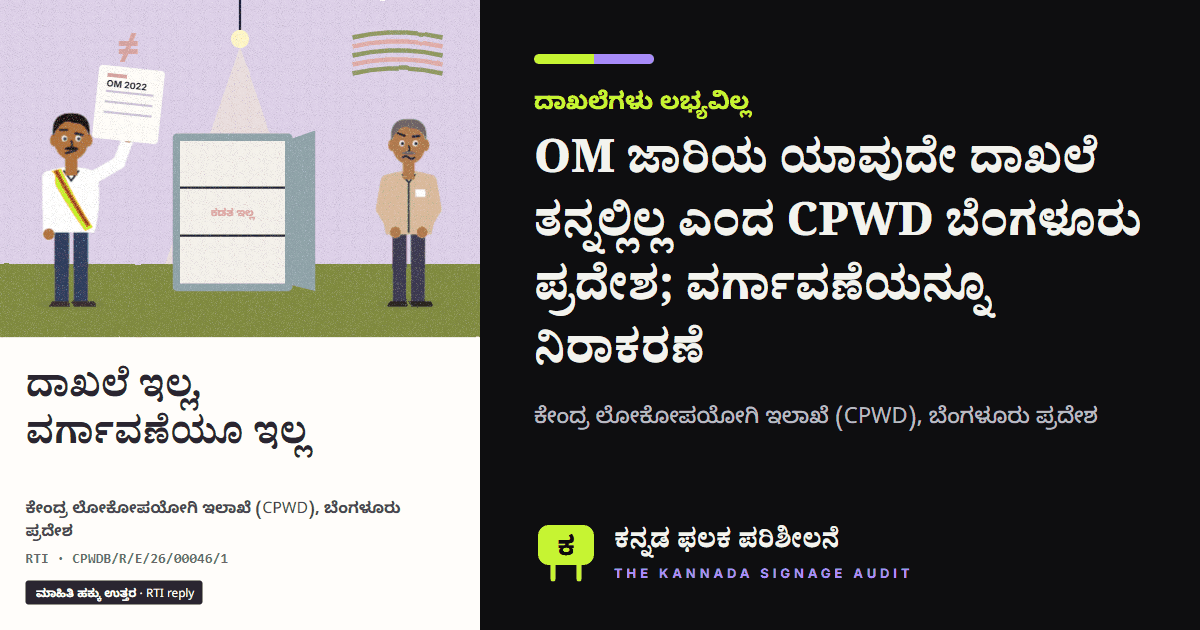 ≠
OM 2022
ಕಡತ ಇಲ್ಲ
ದಾಖಲೆ ಇಲ್ಲ,
ವರ್ಗಾವಣೆಯೂ ಇಲ್ಲ
ಕೇಂದ್ರ ಲೋಕೋಪಯೋಗಿ ಇಲಾಖೆ (CPWD), ಬೆಂಗಳೂರು
ಪ್ರದೇಶ
RTI · CPWDB/R/E/26/00046/1
ಮಾಹಿತಿ ಹಕ್ಕು ಉತ್ತರ · RTI reply
ದಾಖಲೆಗಳು ಲಭ್ಯವಿಲ್ಲ
OM ಜಾರಿಯ ಯಾವುದೇ ದಾಖಲೆ
ತನ್ನಲ್ಲಿಲ್ಲ ಎಂದ CPWD ಬೆಂಗಳೂರು
ಪ್ರದೇಶ; ವರ್ಗಾವಣೆಯನ್ನೂ
ನಿರಾಕರಣೆ
ಕೇಂದ್ರ ಲೋಕೋಪಯೋಗಿ ಇಲಾಖೆ (CPWD), ಬೆಂಗಳೂರು ಪ್ರದೇಶ
ಕ
ಕನ್ನಡ ಫಲಕ ಪರಿಶೀಲನೆ
THE KANNADA SIGNAGE AUDIT